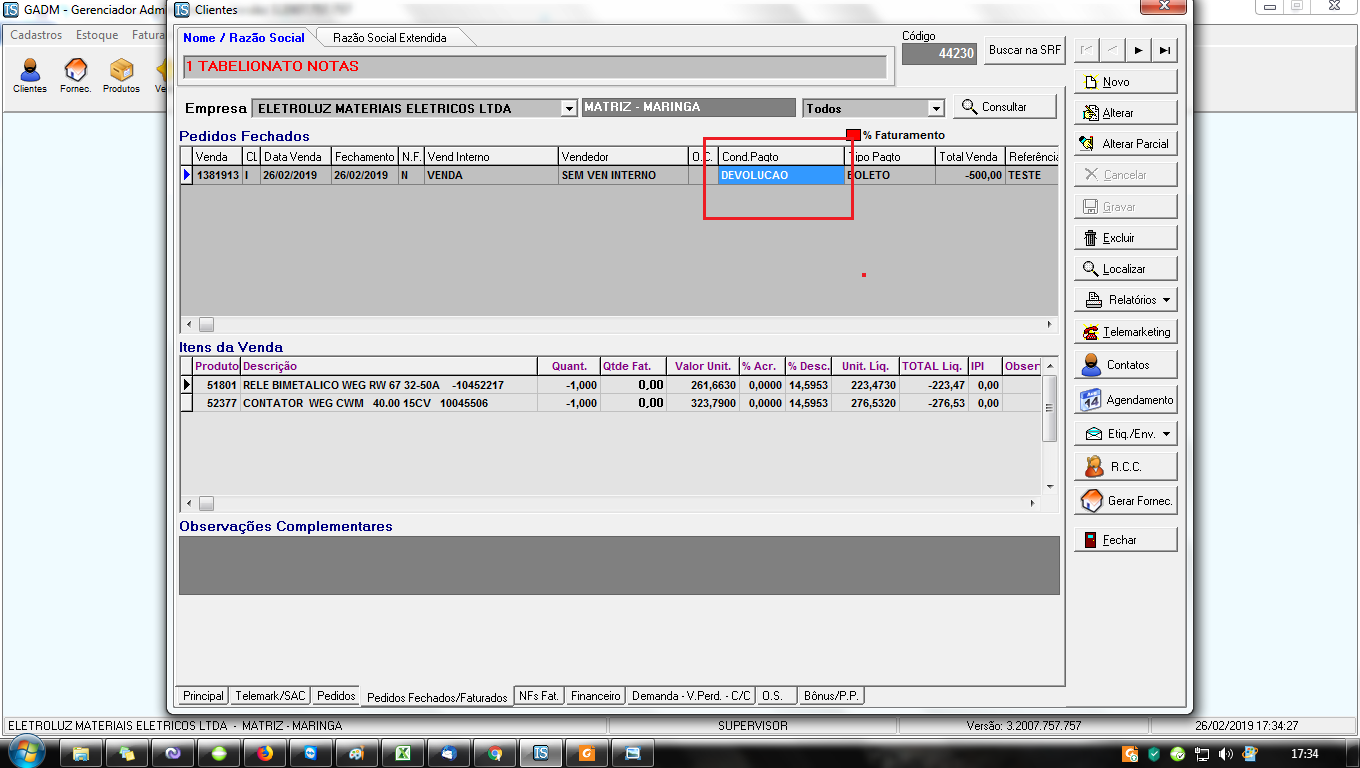 GADM - Gerenciador Admi
Clientes
Cadastros Estoque Fatura
Clientes Fornec. Produtos Ve
Nome / Razão Social
Razão Social Extendida
1 TABELIONATO NOTAS
Código
44230
Buscar na SRF
Empresa
ELETROLUZ MATERIAIS ELETRICOS LTDA
MATRIZ - MARINGA
Todos
Consultar
Pedidos Fechados
% Faturamento
Venda Cl. Data Venda Fechamento N.F. Vend Interno Vendedor O.C. Cond.Pagto Tipo Pagto Total Venda Referência
1381913 I 26/02/2019 26/02/2019 N VENDA SEM VEN INTERNO DEVOLUCAO BOLETO -500,00 TESTE
Itens da Venda
Produto Descrição Quant. Qtde Fat. Valor Unit. % Acr. % Desc. Unit. Líq. TOTAL Liq. IPI Obser
51801 RELE BIMETALICO WEG RW 67 32-50A -10452217 -1,000 0,00 261,6630 0,0000 14,5953 223,4730 -223,47 0,00
52377 CONTATOR WEG CWM 40.00 15CV 10045506 -1,000 0,00 323,7900 0,0000 14,5953 276,5320 -276,53 0,00
Observações Complementares
Principal Telemark/SAC Pedidos Pedidos Fechados/Faturados NFs Fat. Financeiro Demanda - V.Perd. - C/C O.S. Bônus/P.P.
Novo
Alterar
Alterar Parcial
Cancelar
Gravar
Excluir
Localizar
Relatórios
Telemarketing
Contatos
Agendamento
Etiq./Env.
R.C.C.
Gerar Fornec.
Fechar
ELETROLUZ MATERIAIS ELETRICOS LTDA - MATRIZ - MARINGA
SUPERVISOR
Versão: 3.2007.757.757
26/02/2019 17:34:27
17:34